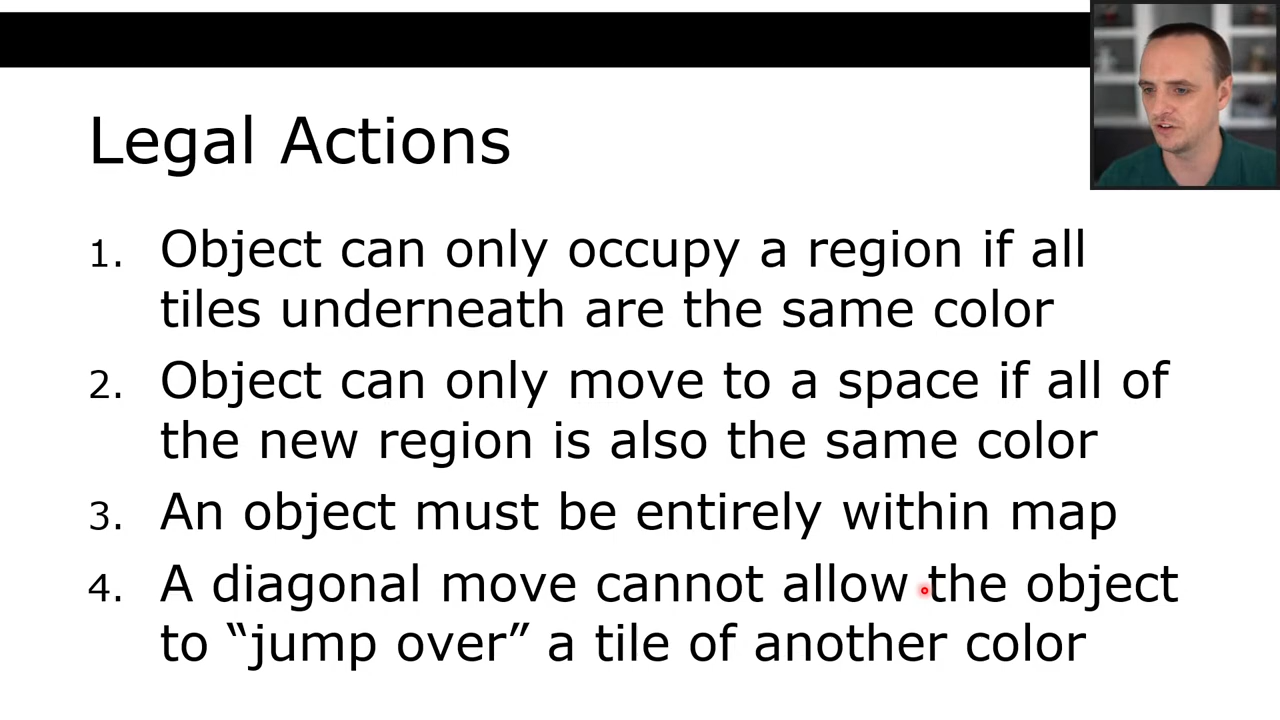 Legal Actions
1. Object can only occupy a region if all
tiles underneath are the same color
2. Object can only move to a space if all of
the new region is also the same color
3. An object must be entirely within map
4. A diagonal move cannot allow the object
to “jump over” a tile of another color